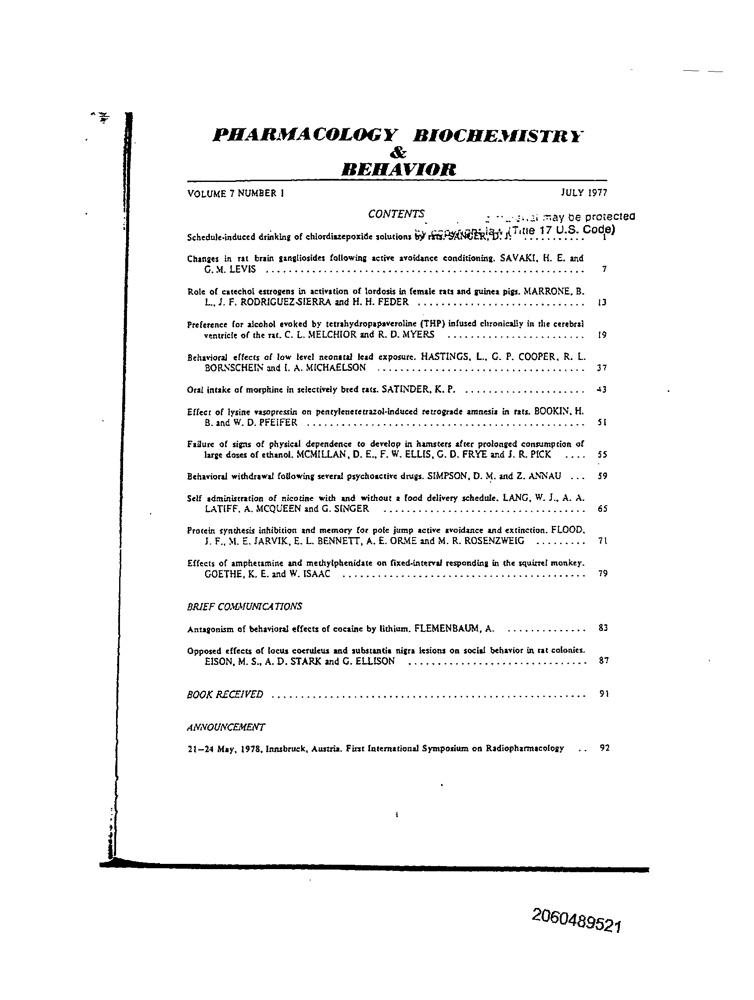 PHARMACOLOGY BIOCHEMISTRY
&
BEHAVIOR
VOLUME 7 NUMBER 1 JULY 1977
CONTENTS
may be protected
(Title 17 U.S. Code)
Schedule-induced drinking of chlordiazepoxide solutions by rats. SANGER, D. J. ........... 1
Changes in rat brain gangliosides following active avoidance conditioning. SAVAKI, H. E. and
G. M. LEVIS .................................................... 7
Role of catechol estrogens in activation of lordosis in female rats and guinea pigs. MARRONE, B.
L., J. F. RODRIGUEZ-SIERRA and H. H. FEDER ............................ 13
Preference for alcohol evoked by tetrahydropapaveroline (THP) infused chronically in the cerebral
ventricle of the rat. C. L. MELCHIOR and R. D. MYERS ....................... 19
Behavioral effects of low level neonatal lead exposure. HASTINGS, L., G. P. COOPER, R. L.
BORNSCHEIN and I. A. MICHAELSON .................................. 37
Oral intake of morphine in selectively bred rats. SATINDER, K. P. ..................... 43
Effect of lysine vasopressin on pentylenetetrazol-induced retrograde amnesia in rats. BOOKIN, H.
B. and W. D. PFEIFER .............................................. 51
Failure of signs of physical dependence to develop in hamsters after prolonged consumption of
large doses of ethanol. MCMILLAN, D. E., F. W. ELLIS, G. D. FRYE and J. R. PICK .... 55
Behavioral withdrawal following several psychoactive drugs. SIMPSON, D. M. and Z. ANNAU ... 59
Self administration of nicotine with and without a food delivery schedule. LANG, W. J., A. A.
LATIFF, A. MCQUEEN and G. SINGER .................................. 65
Protein synthesis inhibition and memory for pole jump active avoidance and extinction. FLOOD,
J. F., M. E. JARVIK, E. L. BENNETT, A. E. ORME and M. R. ROSENZWEIG ......... 71
Effects of amphetamine and methylphenidate on fixed-interval responding in the squirrel monkey.
GOETHE, K. E. and W. ISAAC ......................................... 79
BRIEF COMMUNICATIONS
Antagonism of behavioral effects of cocaine by lithium. FLEMENBAUM, A. .............. 83
Opposed effects of locus coeruleus and substantia nigra lesions on social behavior in rat colonies.
EISON, M. S., A. D. STARK and G. ELLISON .............................. 87
BOOK RECEIVED .................................................... 91
ANNOUNCEMENT
21–24 May, 1978, Innsbruck, Austria. First International Symposium on Radiopharmacology .. 92
i
2060489521